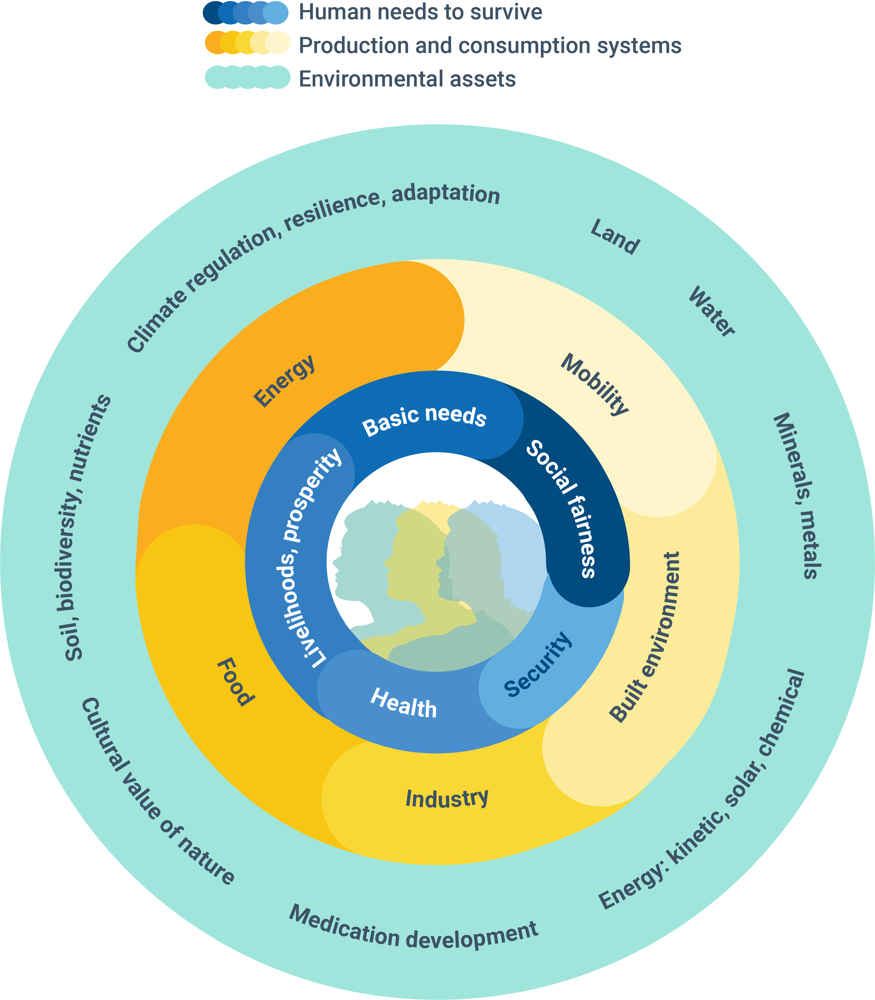 Human needs to survive
Production and consumption systems
Environmental assets
Climate regulation, resilience, adaptation
Land
Water
Minerals, metals
Energy: kinetic, solar, chemical
Medication development
Cultural value of nature
Soil, biodiversity, nutrients
Energy
Mobility
Built environment
Industry
Food
Basic needs
Social fairness
Security
Health
Livelihoods, prosperity